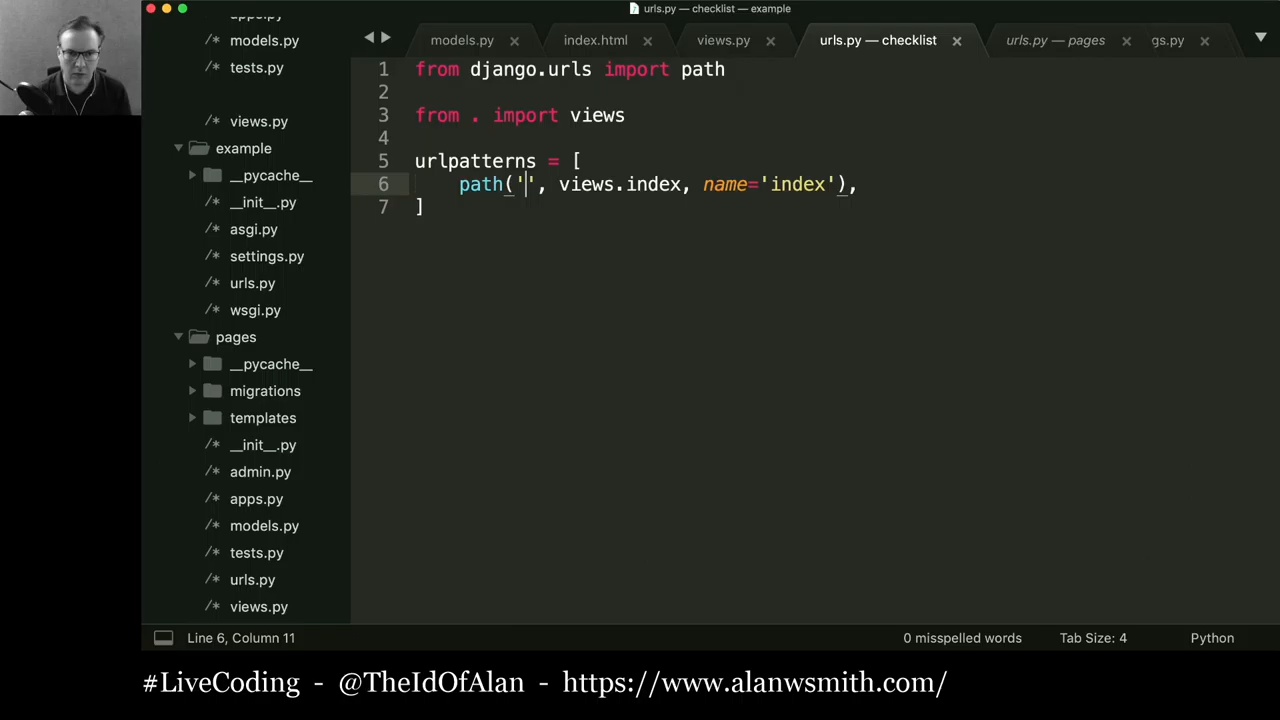 urls.py — checklist — example
models.py
tests.py
views.py
example
__pycache__
__init__.py
asgi.py
settings.py
urls.py
wsgi.py
pages
__pycache__
migrations
templates
__init__.py
admin.py
apps.py
models.py
tests.py
urls.py
views.py
models.py
index.html
views.py
urls.py — checklist
urls.py — pages
gs.py
1 from django.urls import path
2
3 from . import views
4
5 urlpatterns = [
6 path('', views.index, name='index'),
7 ]
Line 6, Column 11
0 misspelled words
Tab Size: 4
Python
#LiveCoding - @TheIdOfAlan - https://www.alanwsmith.com/